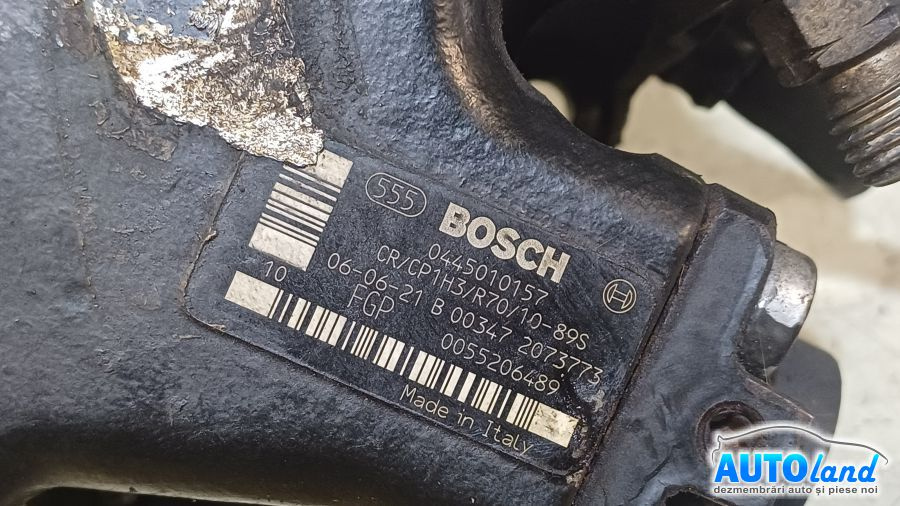 555
BOSCH
0445010157
CR/CP1H3/R70/10-89S
10
06-06-21 B 00347 2073773
FGP
0055206489
Made in Italy
AUTOland
dezmembrări auto și piese noi